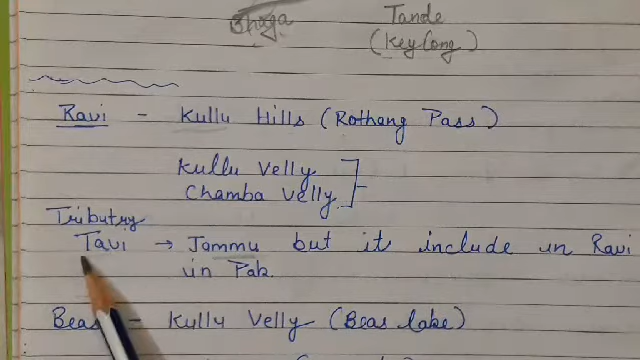 Bhaga Tande
(Keylong)
Ravi - Kullu Hills (Rothang Pass)
Kullu Velly
Chamba Velly
Tributry
Tavi → Jammu but it include in Ravi
in Pak.
Beas - Kullu Velly (Beas lake)